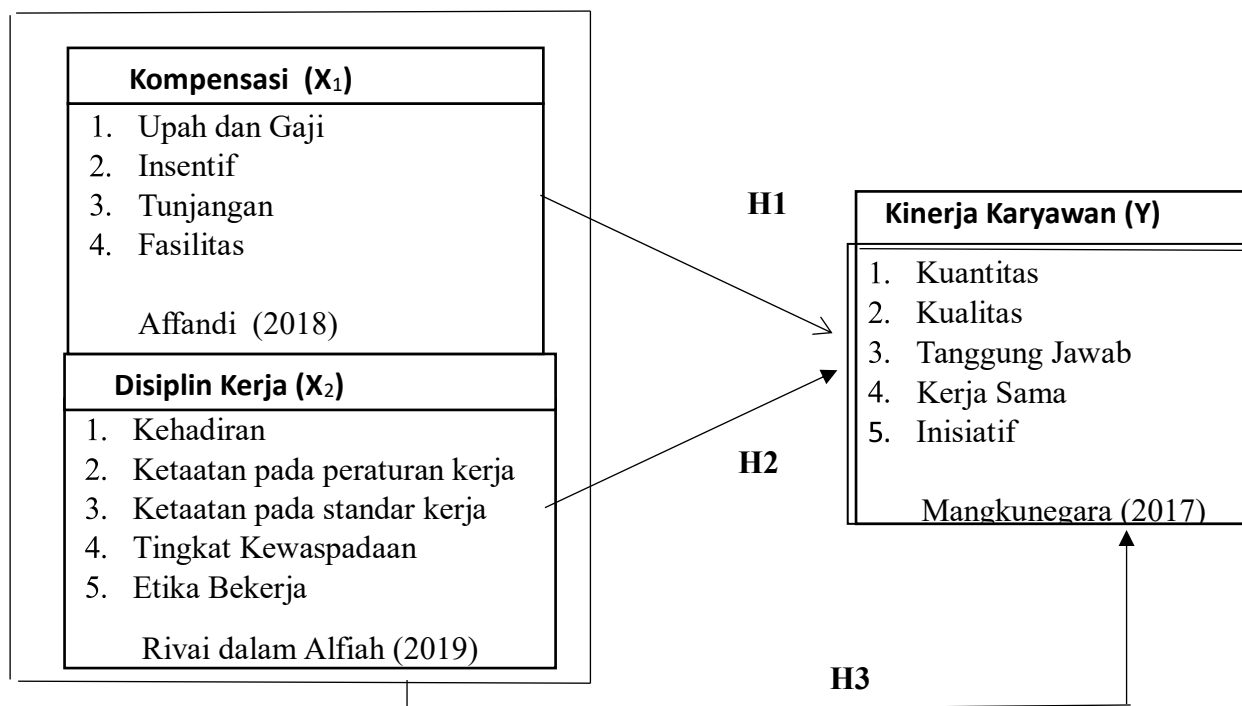 Kompensasi (X₁)
1. Upah dan Gaji
2. Insentif
3. Tunjangan
4. Fasilitas
Affandi (2018)
Disiplin Kerja (X₂)
1. Kehadiran
2. Ketaatan pada peraturan kerja
3. Ketaatan pada standar kerja
4. Tingkat Kewaspadaan
5. Etika Bekerja
Rivai dalam Alfiah (2019)
H1
H2
Kinerja Karyawan (Y)
1. Kuantitas
2. Kualitas
3. Tanggung Jawab
4. Kerja Sama
5. Inisiatif
Mangkunegara (2017)
H3